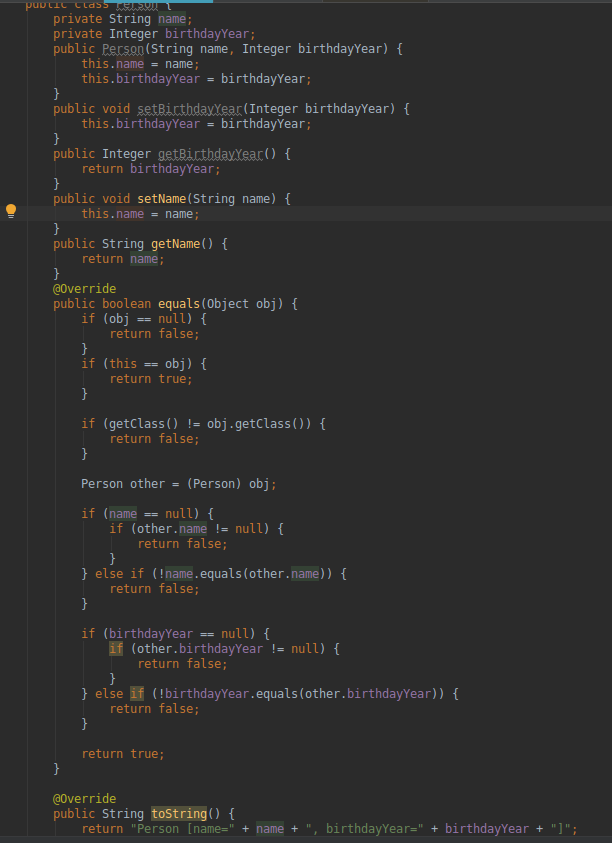 public class Person {
    private String name;
    private Integer birthdayYear;
    public Person(String name, Integer birthdayYear) {
        this.name = name;
        this.birthdayYear = birthdayYear;
    }
    public void setBirthdayYear(Integer birthdayYear) {
        this.birthdayYear = birthdayYear;
    }
    public Integer getBirthdayYear() {
        return birthdayYear;
    }
    public void setName(String name) {
        this.name = name;
    }
    public String getName() {
        return name;
    }
    @Override
    public boolean equals(Object obj) {
        if (obj == null) {
            return false;
        }
        if (this == obj) {
            return true;
        }

        if (getClass() != obj.getClass()) {
            return false;
        }

        Person other = (Person) obj;

        if (name == null) {
            if (other.name != null) {
                return false;
            }
        } else if (!name.equals(other.name)) {
            return false;
        }

        if (birthdayYear == null) {
            if (other.birthdayYear != null) {
                return false;
            }
        } else if (!birthdayYear.equals(other.birthdayYear)) {
            return false;
        }

        return true;
    }

    @Override
    public String toString() {
        return "Person [name=" + name + ", birthdayYear=" + birthdayYear + "]";